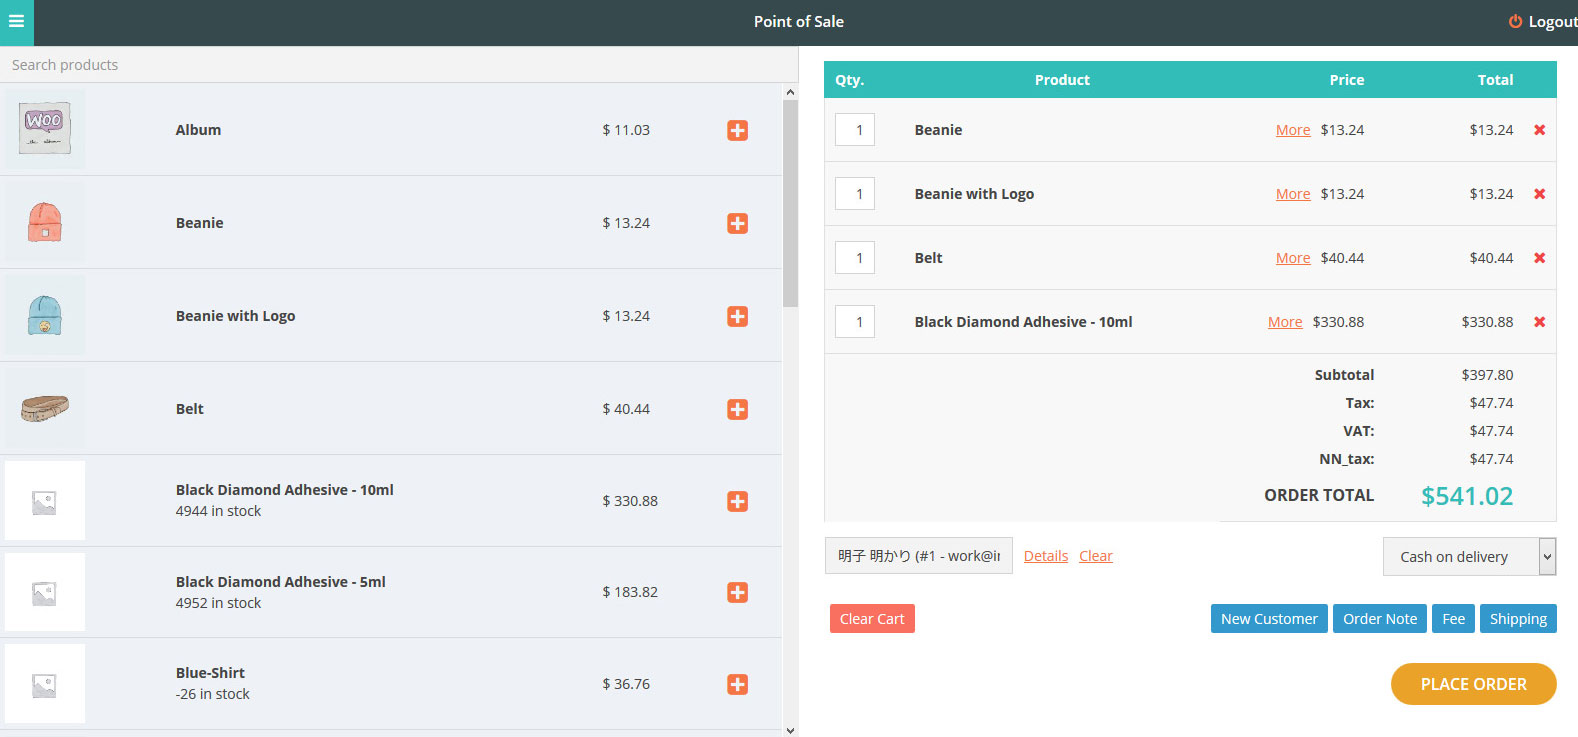 Point of Sale
Logout
Search products
WOO
Album $ 11.03
Beanie $ 13.24
Beanie with Logo $ 13.24
Belt $ 40.44
Black Diamond Adhesive - 10ml $ 330.88
4944 in stock
Black Diamond Adhesive - 5ml $ 183.82
4952 in stock
Blue-Shirt $ 36.76
-26 in stock
Qty. Product Price Total
1 Beanie More $13.24 $13.24
1 Beanie with Logo More $13.24 $13.24
1 Belt More $40.44 $40.44
1 Black Diamond Adhesive - 10ml More $330.88 $330.88
Subtotal $397.80
Tax: $47.74
VAT: $47.74
NN_tax: $47.74
ORDER TOTAL $541.02
明子 明かり (#1 - work@in Details Clear Cash on delivery
Clear Cart New Customer Order Note Fee Shipping
PLACE ORDER